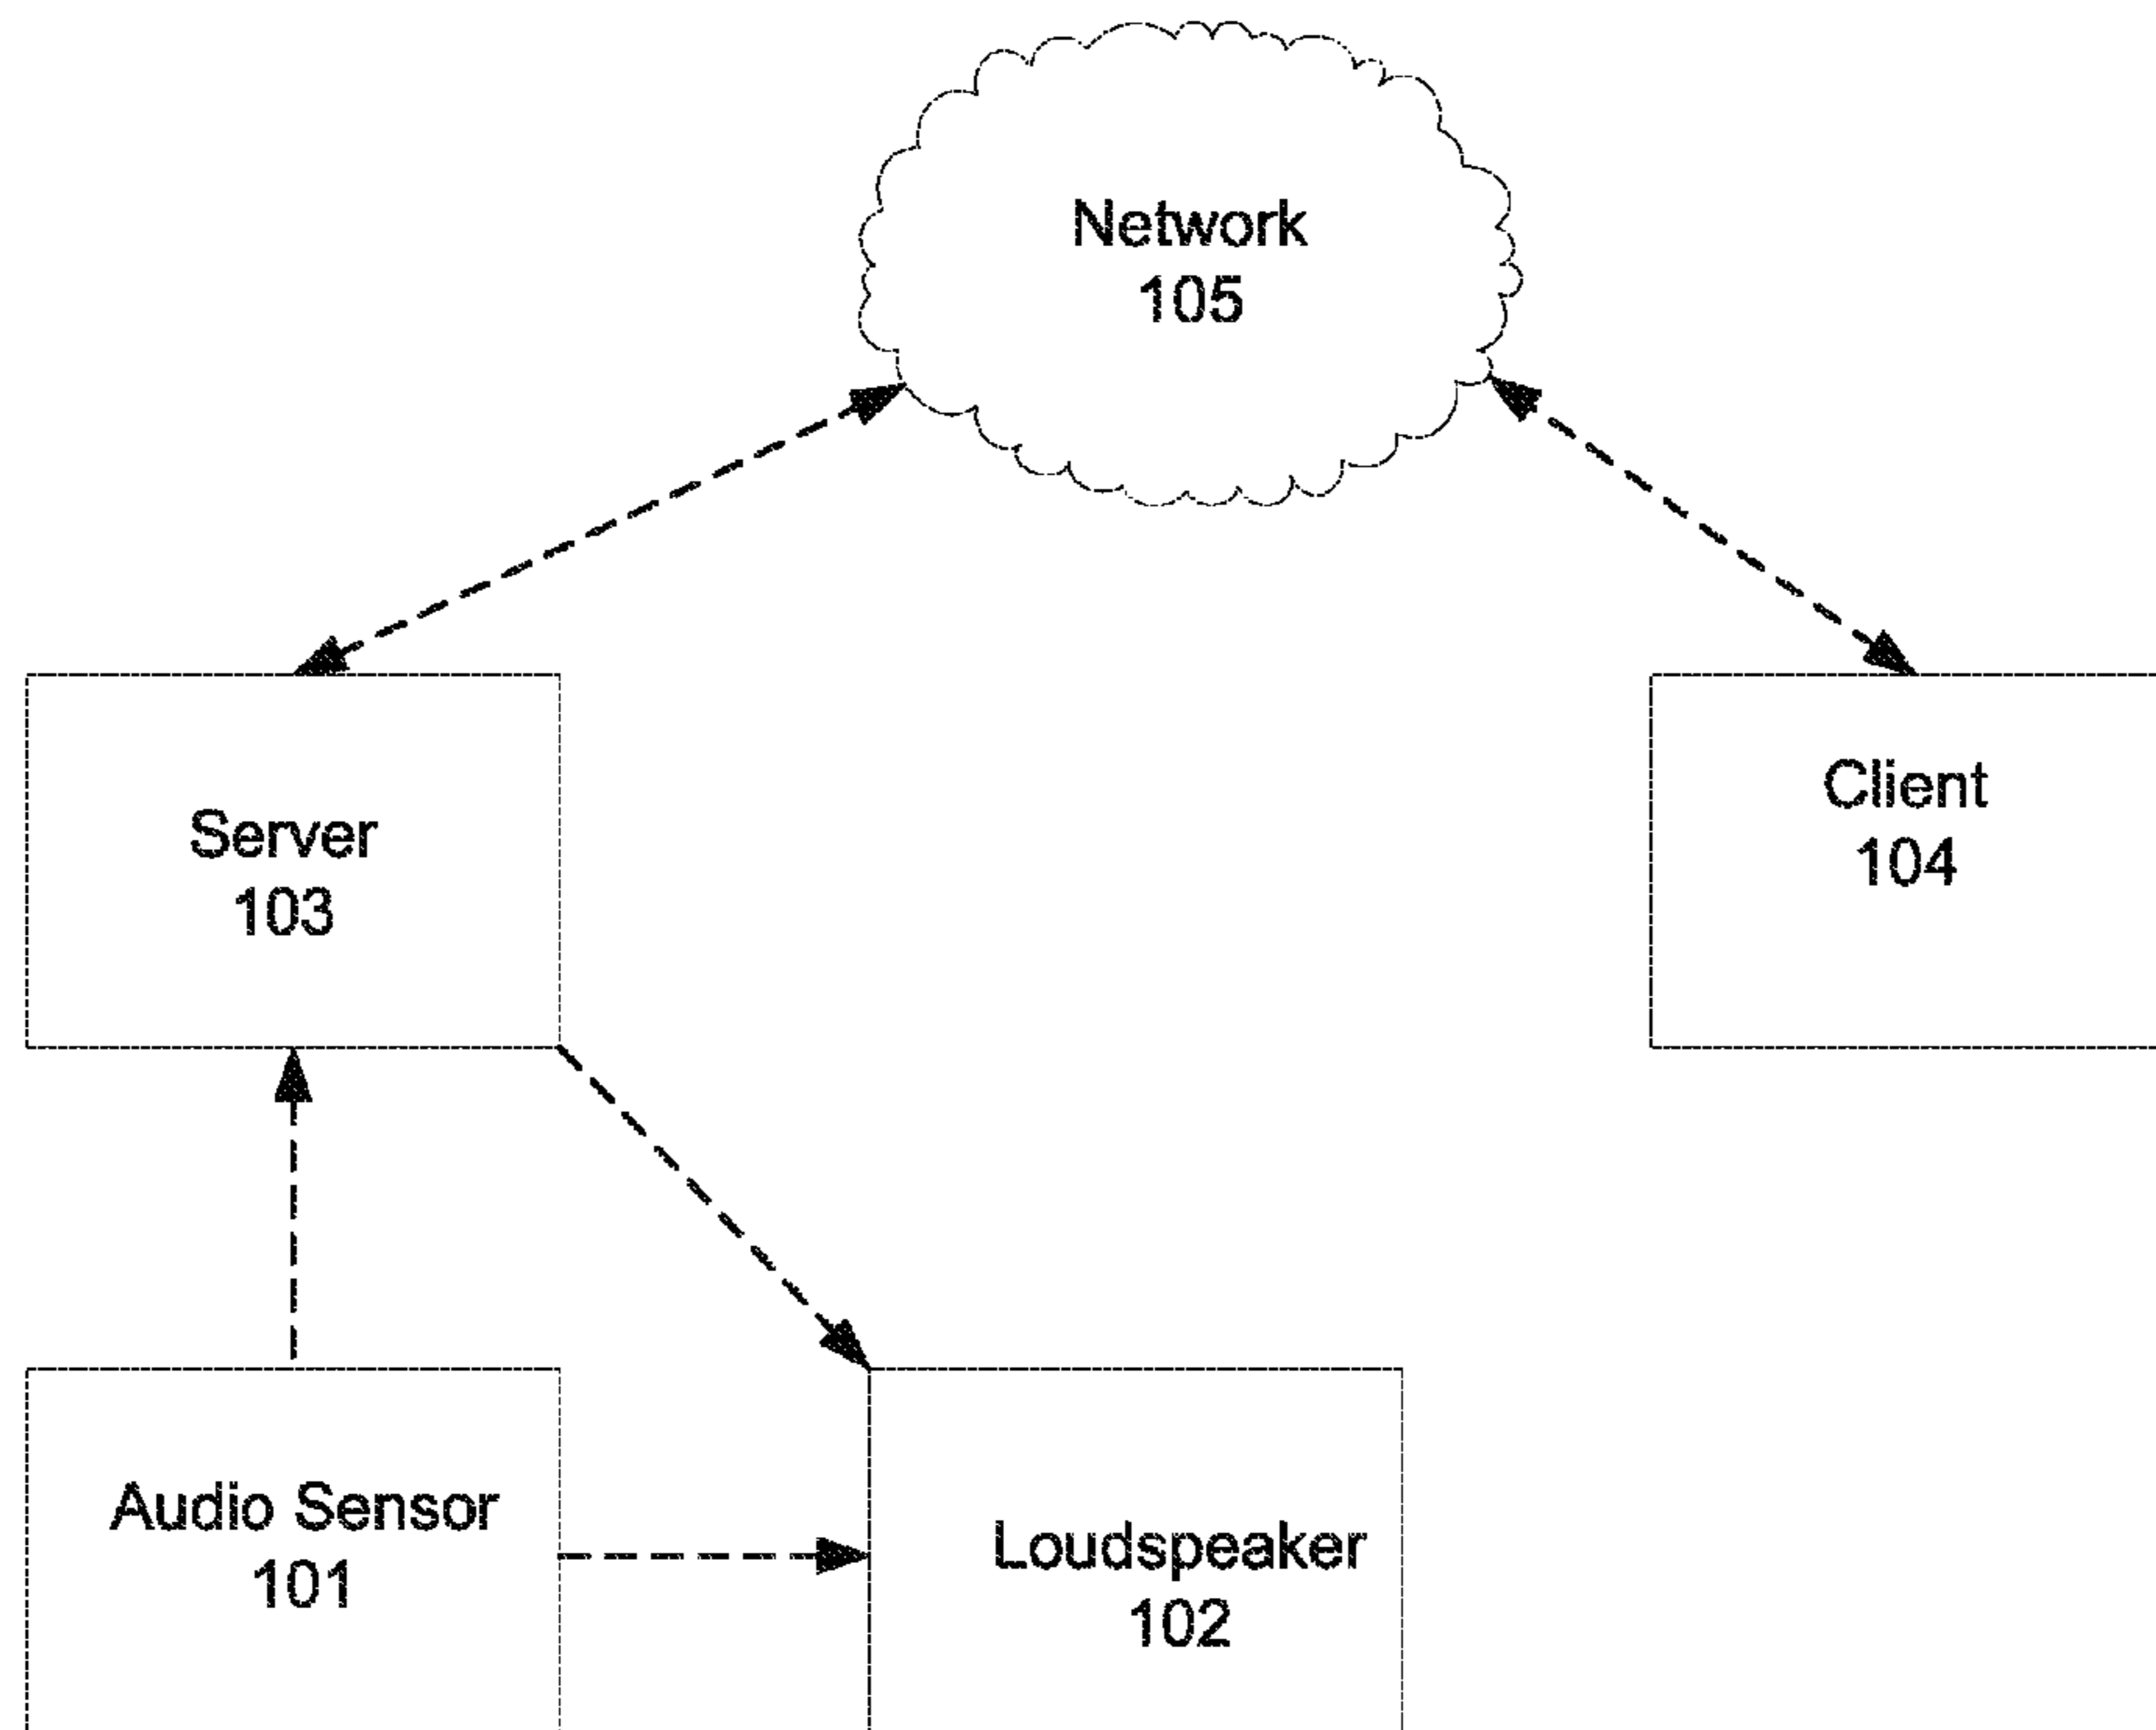 Network
105
Server
103
Client
104
Audio Sensor
101
Loudspeaker
102